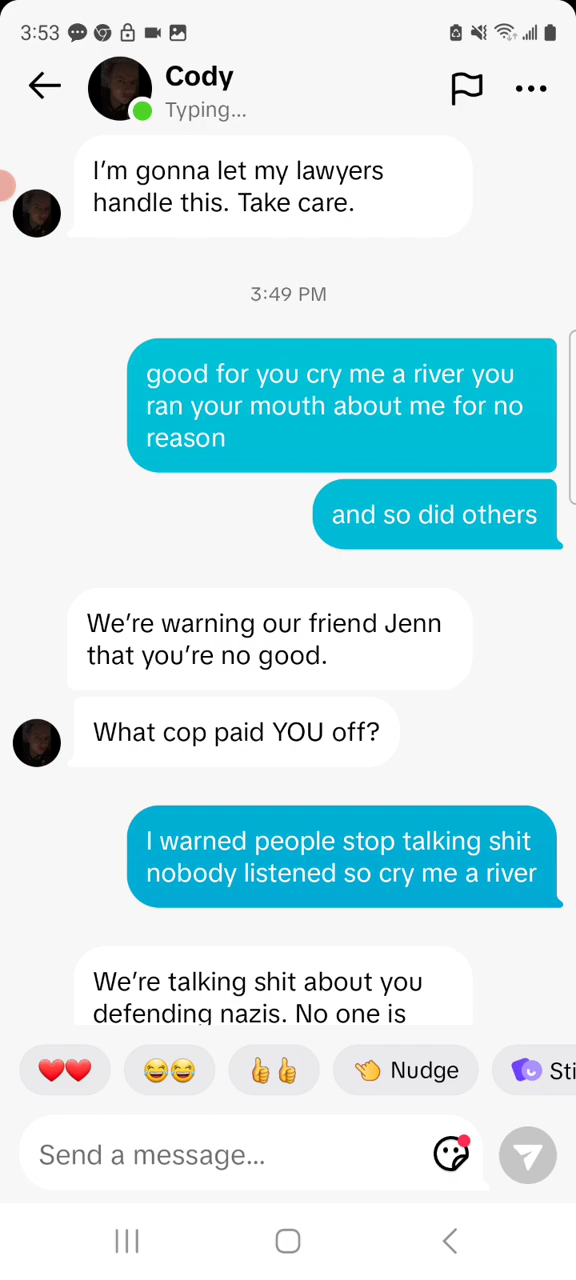 3:53
Cody
Typing...
I'm gonna let my lawyers
handle this. Take care.
3:49 PM
good for you cry me a river you
ran your mouth about me for no
reason
and so did others
We're warning our friend Jenn
that you're no good.
What cop paid YOU off?
I warned people stop talking shit
nobody listened so cry me a river
We're talking shit about you
defending nazis. No one is
❤️❤️
😂😂
👍👍
👈 Nudge
Sti
Send a message...